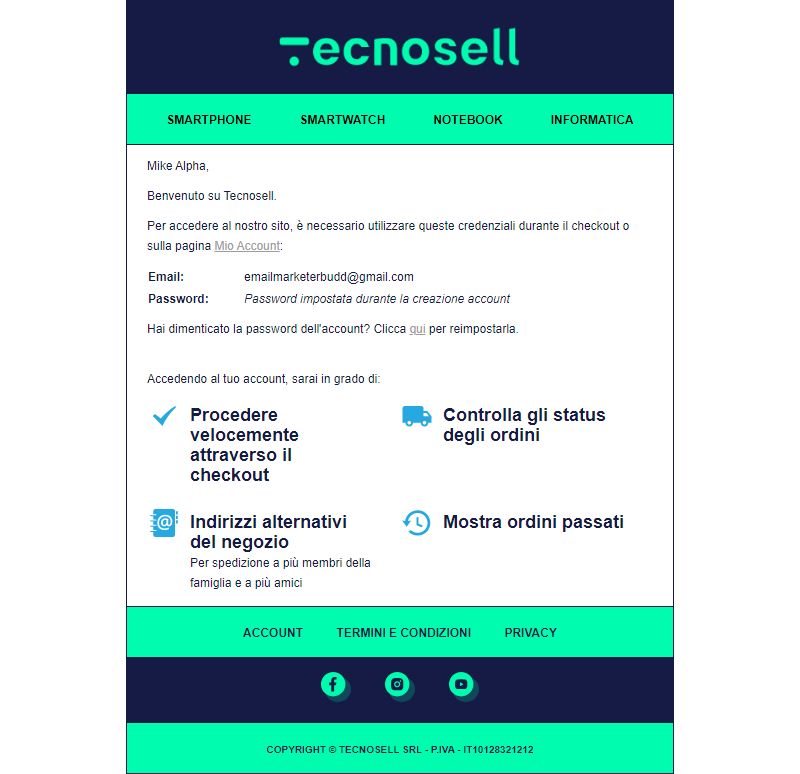 Tecnosell
SMARTPHONE SMARTWATCH NOTEBOOK INFORMATICA
Mike Alpha,
Benvenuto su Tecnosell.
Per accedere al nostro sito, è necessario utilizzare queste credenziali durante il checkout o
sulla pagina Mio Account:
Email: emailmarketerbudd@gmail.com
Password: Password impostata durante la creazione account
Hai dimenticato la password dell'account? Clicca qui per reimpostarla.
Accedendo al tuo account, sarai in grado di:
Procedere
velocemente
attraverso il
checkout
Controlla gli status
degli ordini
Indirizzi alternativi
del negozio
Per spedizione a più membri della
famiglia e a più amici
Mostra ordini passati
ACCOUNT TERMINI E CONDIZIONI PRIVACY
COPYRIGHT © TECNOSELL SRL - P.IVA - IT10128321212